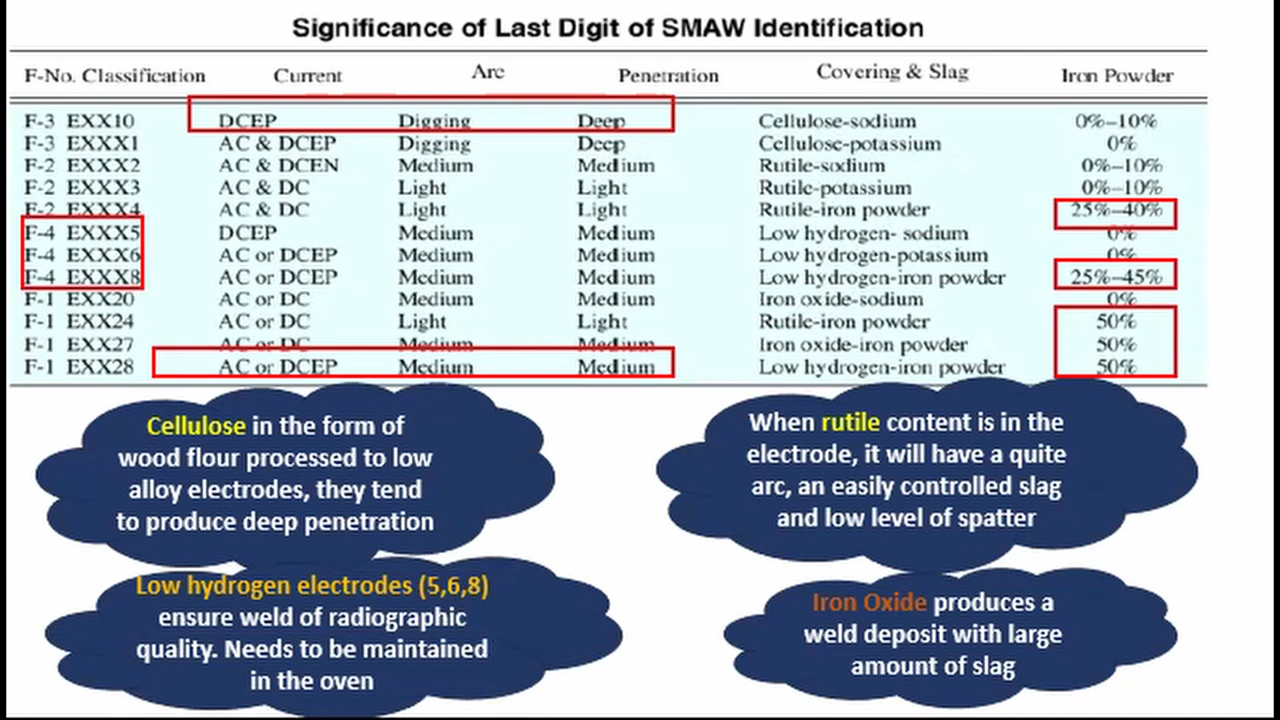 Significance of Last Digit of SMAW Identification
F-No. Classification Current Arc Penetration Covering & Slag Iron Powder
F-3 EXX10 DCEP Digging Deep Cellulose-sodium 0%–10%
F-3 EXXX1 AC & DCEP Digging Deep Cellulose-potassium 0%
F-2 EXXX2 AC & DCEN Medium Medium Rutile-sodium 0%–10%
F-2 EXXX3 AC & DC Light Light Rutile-potassium 0%–10%
F-2 EXXX4 AC & DC Light Light Rutile-iron powder 25%–40%
F-4 EXXX5 DCEP Medium Medium Low hydrogen- sodium 0%
F-4 EXXX6 AC or DCEP Medium Medium Low hydrogen-potassium 0%
F-4 EXXX8 AC or DCEP Medium Medium Low hydrogen-iron powder 25%–45%
F-1 EXX20 AC or DC Medium Medium Iron oxide-sodium 0%
F-1 EXX24 AC or DC Light Light Rutile-iron powder 50%
F-1 EXX27 AC or DC Medium Medium Iron oxide-iron powder 50%
F-1 EXX28 AC or DCEP Medium Medium Low hydrogen-iron powder 50%
Cellulose in the form of
wood flour processed to low
alloy electrodes, they tend
to produce deep penetration
When rutile content is in the
electrode, it will have a quite
arc, an easily controlled slag
and low level of spatter
Low hydrogen electrodes (5,6,8)
ensure weld of radiographic
quality. Needs to be maintained
in the oven
Iron Oxide produces a
weld deposit with large
amount of slag